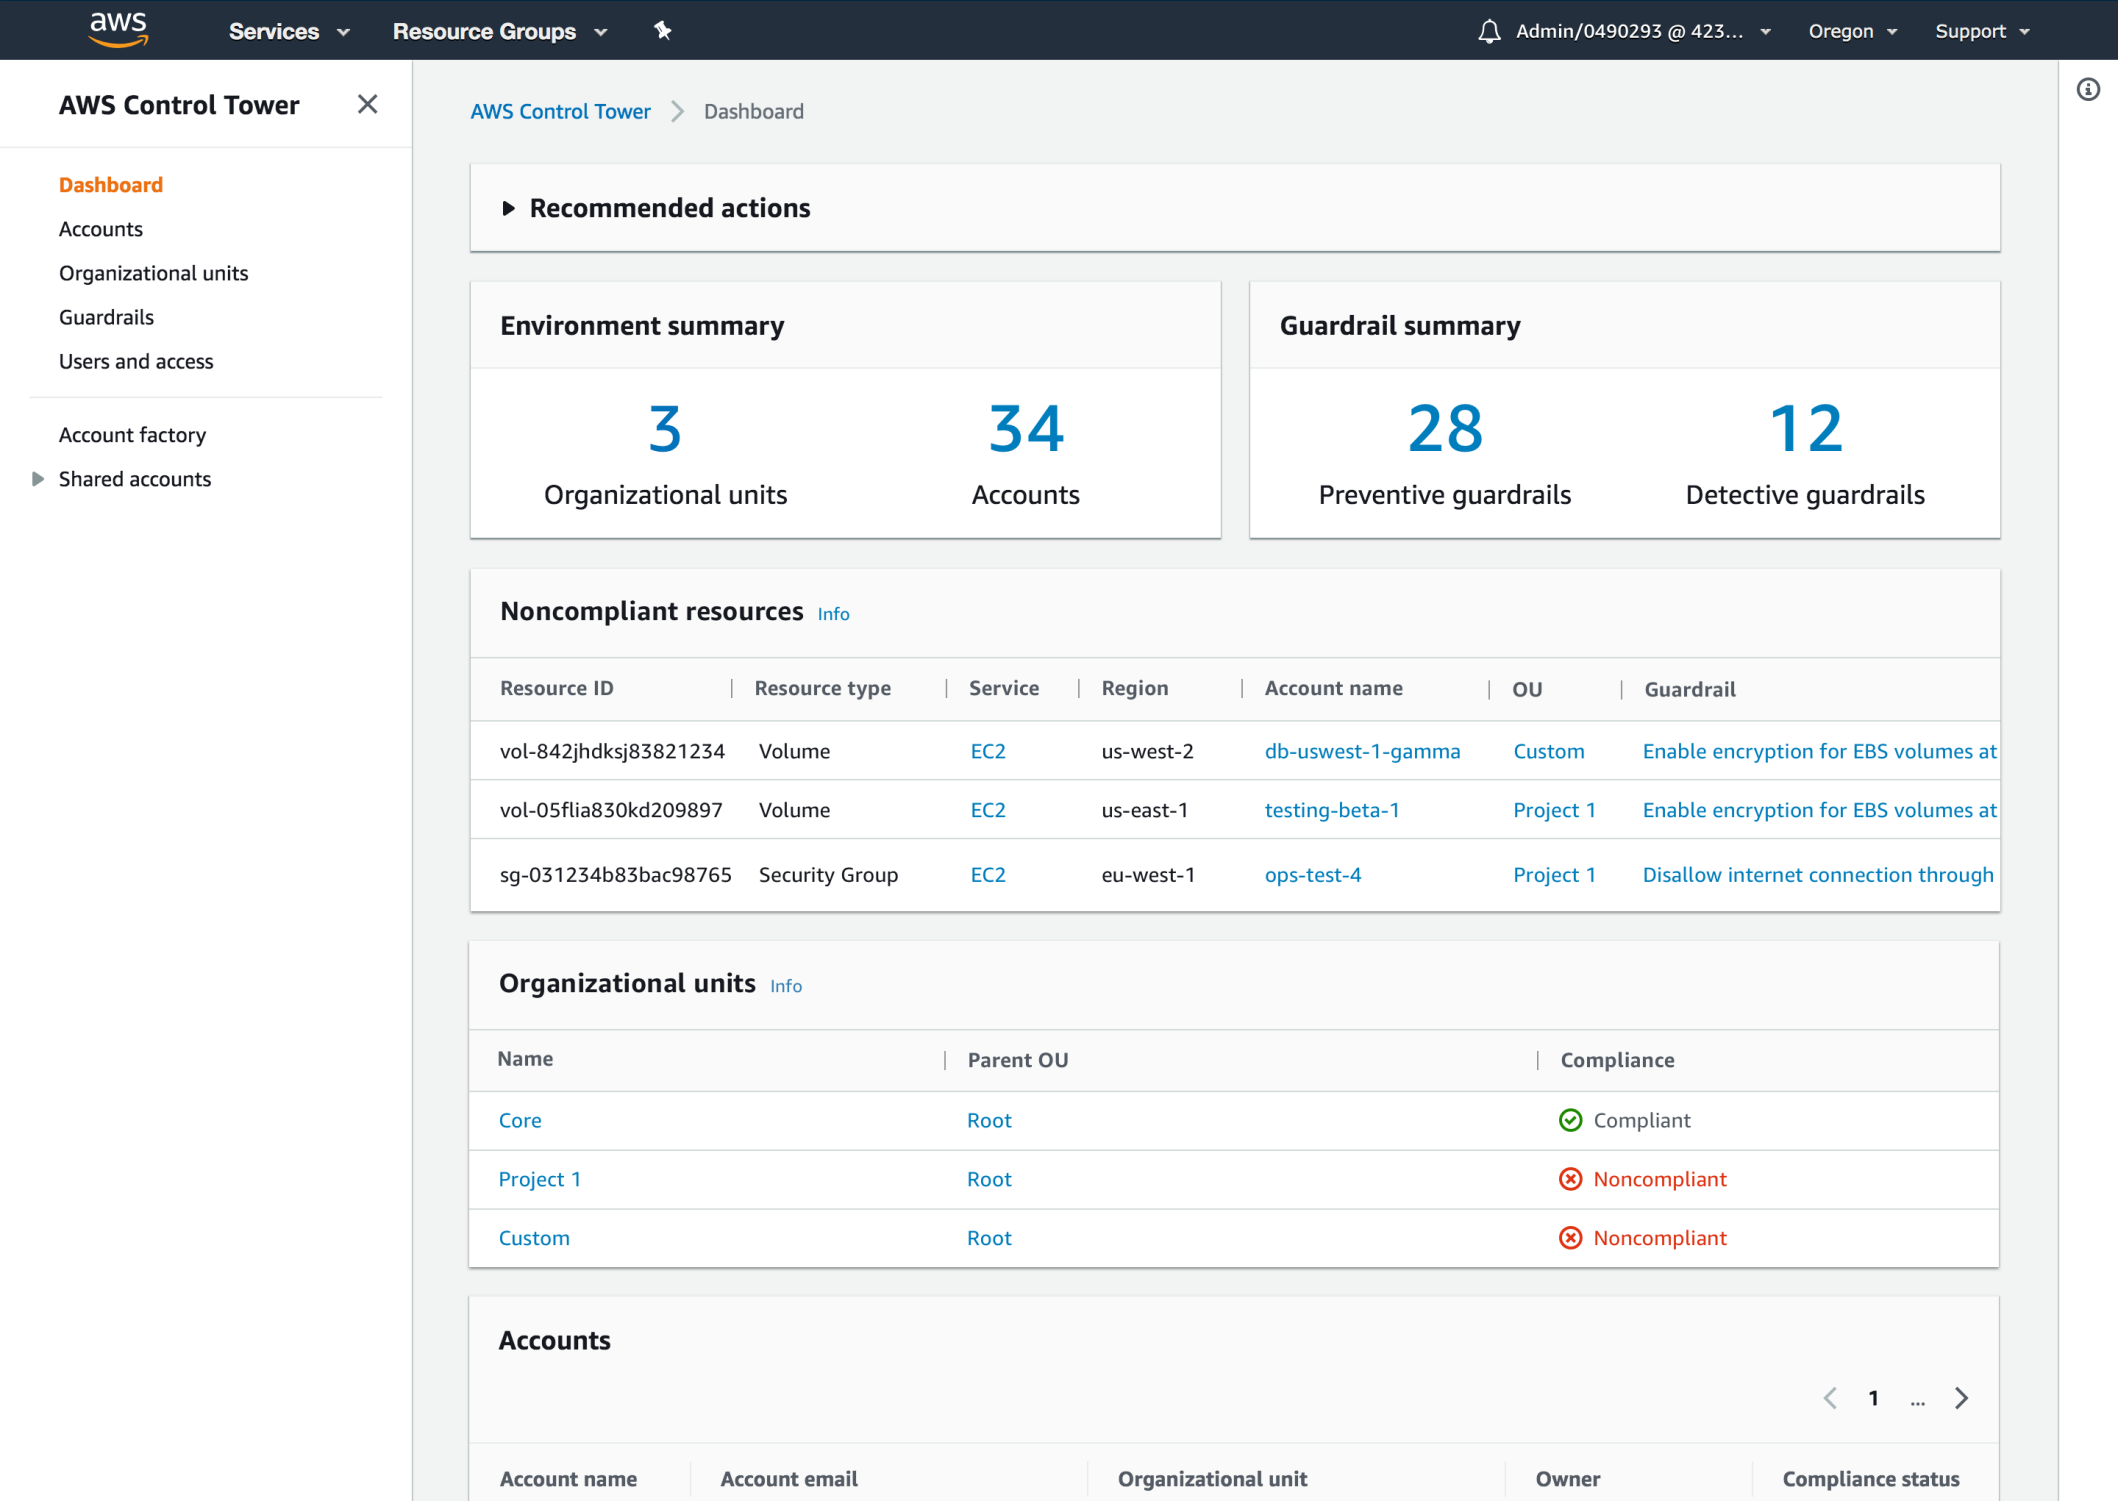 aws Services Resource Groups Admin/0490293 @ 423... Oregon Support
AWS Control Tower
Dashboard
Accounts
Organizational units
Guardrails
Users and access
Account factory
Shared accounts
AWS Control Tower Dashboard
Recommended actions
Environment summary
3 34
Organizational units Accounts
Guardrail summary
28 12
Preventive guardrails Detective guardrails
Noncompliant resources Info
Resource ID Resource type Service Region Account name OU Guardrail
vol-842jhdksj83821234 Volume EC2 us-west-2 db-uswest-1-gamma Custom Enable encryption for EBS volumes at
vol-05flia830kd209897 Volume EC2 us-east-1 testing-beta-1 Project 1 Enable encryption for EBS volumes at
sg-031234b83bac98765 Security Group EC2 eu-west-1 ops-test-4 Project 1 Disallow internet connection through
Organizational units Info
Name Parent OU Compliance
Core Root Compliant
Project 1 Root Noncompliant
Custom Root Noncompliant
Accounts
1 ...
Account name Account email Organizational unit Owner Compliance status